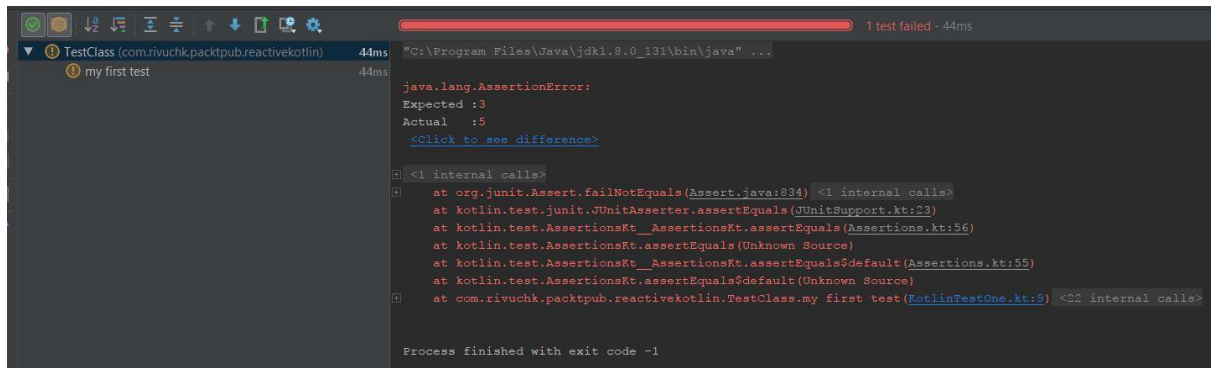 1 test failed - 44ms
TestClass (com.rivuchk.packtpub.reactivekotlin) 44ms
my first test 44ms
"C:\Program Files\Java\jdk1.8.0_131\bin\java" ...
java.lang.AssertionError:
Expected :3
Actual :5
<Click to see difference>
<1 internal calls>
at org.junit.Assert.failNotEquals(Assert.java:834) <1 internal calls>
at kotlin.test.junit.JUnitAsserter.assertEquals(JUnitSupport.kt:23)
at kotlin.test.AssertionsKt__AssertionsKt.assertEquals(Assertions.kt:56)
at kotlin.test.AssertionsKt.assertEquals(Unknown Source)
at kotlin.test.AssertionsKt__AssertionsKt.assertEquals$default(Assertions.kt:55)
at kotlin.test.AssertionsKt.assertEquals$default(Unknown Source)
at com.rivuchk.packtpub.reactivekotlin.TestClass.my first test(KotlinTestOne.kt:9) <22 internal calls>
Process finished with exit code -1